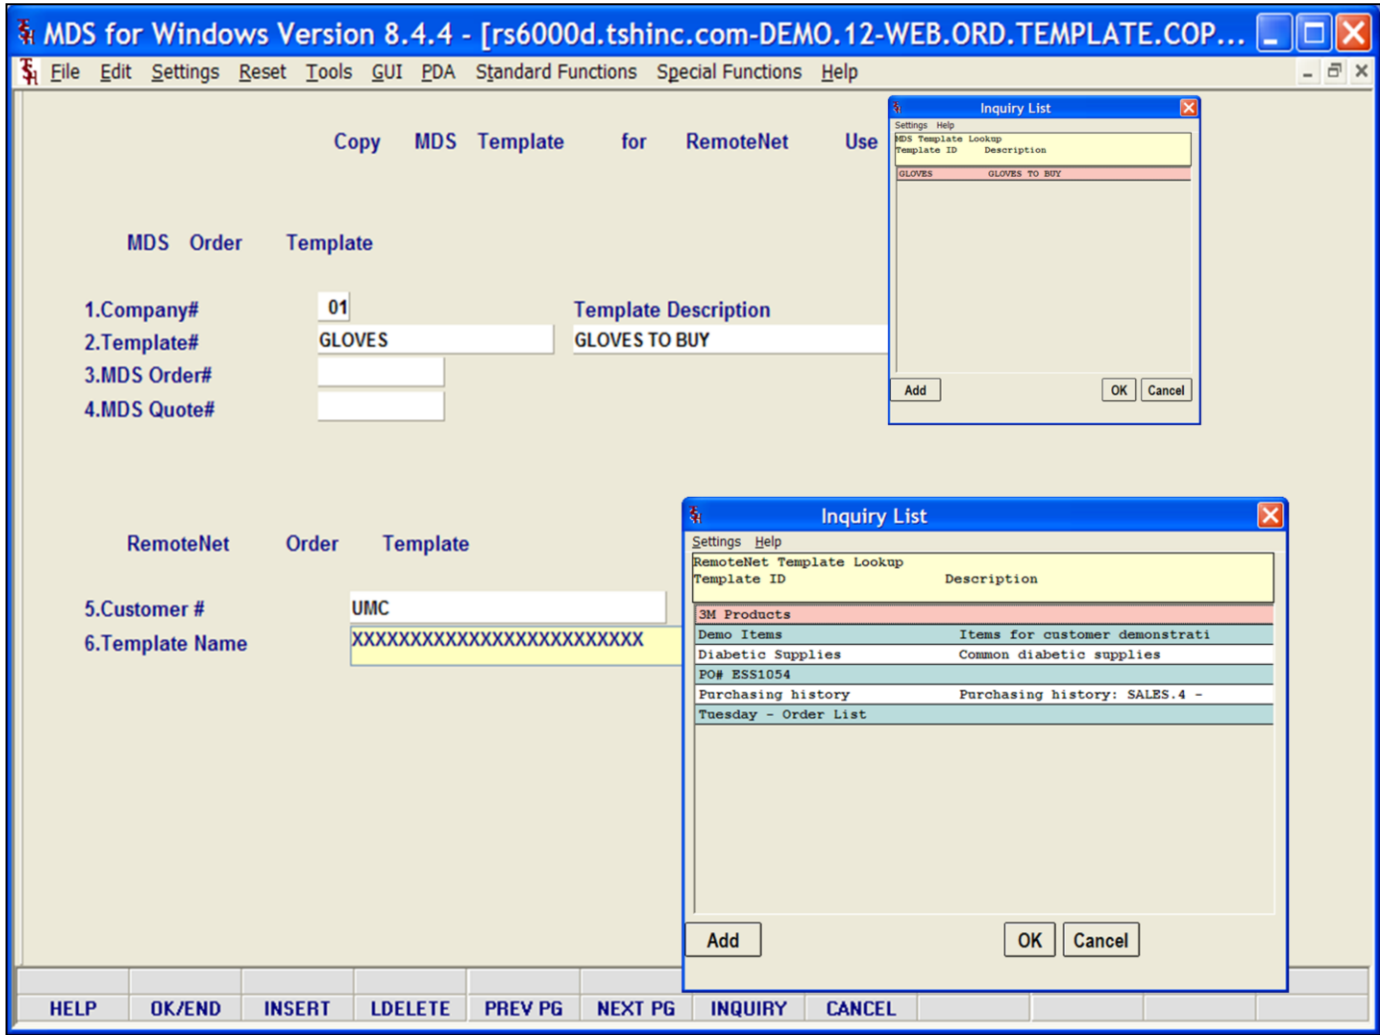 MDS for Windows Version 8.4.4 - [rs6000d.tshinc.com-DEMO.12-WEB.ORD.TEMPLATE.COP...
File Edit Settings Reset Tools GUI PDA Standard Functions Special Functions Help
Copy MDS Template for RemoteNet Use
Inquiry List
Settings Help
MDS Template Lookup
Template ID Description
GLOVES GLOVES TO BUY
Add OK Cancel
MDS Order Template
1.Company# 01 Template Description
2.Template# GLOVES GLOVES TO BUY
3.MDS Order#
4.MDS Quote#
RemoteNet Order Template
5.Customer # UMC
6.Template Name XXXXXXXXXXXXXXXXXXXXXXXXX
Inquiry List
Settings Help
RemoteNet Template Lookup
Template ID Description
3M Products
Demo Items Items for customer demonstrati
Diabetic Supplies Common diabetic supplies
PO# ESS1054
Purchasing history Purchasing history: SALES.4 -
Tuesday - Order List
Add OK Cancel
HELP OK/END INSERT LDELETE PREV PG NEXT PG INQUIRY CANCEL